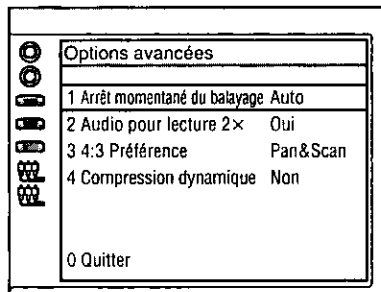 Options avancées
1 Arrêt momentané du balayage Auto
2 Audio pour lecture 2× Oui
3 4:3 Préférence Pan&Scan
4 Compression dynamique Non
0 Quitter